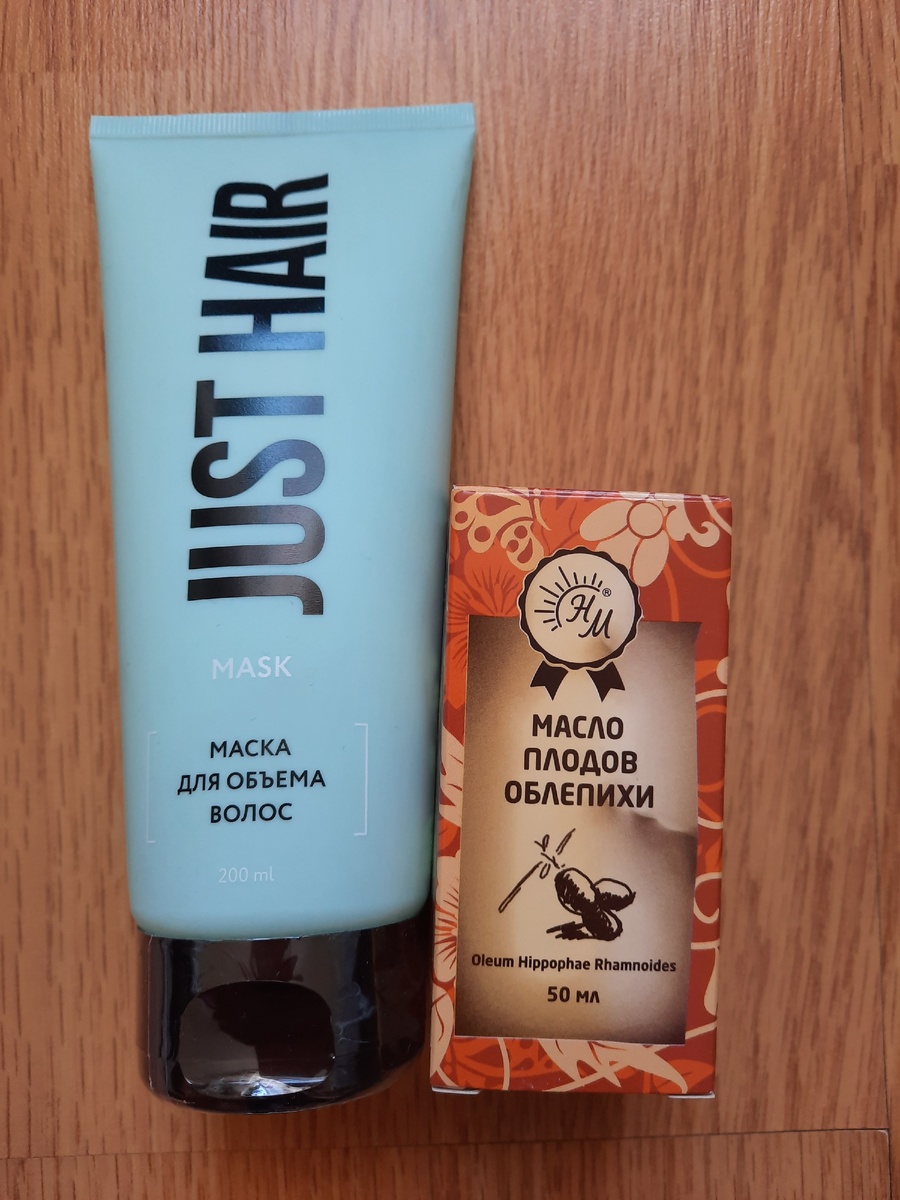 JUST HAIR
MASK
МАСКА
ДЛЯ ОБЪЕМА
ВОЛОС
200 ml
НМ®
МАСЛО
ПЛОДОВ
ОБЛЕПИХИ
Oleum Hippophae Rhamnoides
50 мл